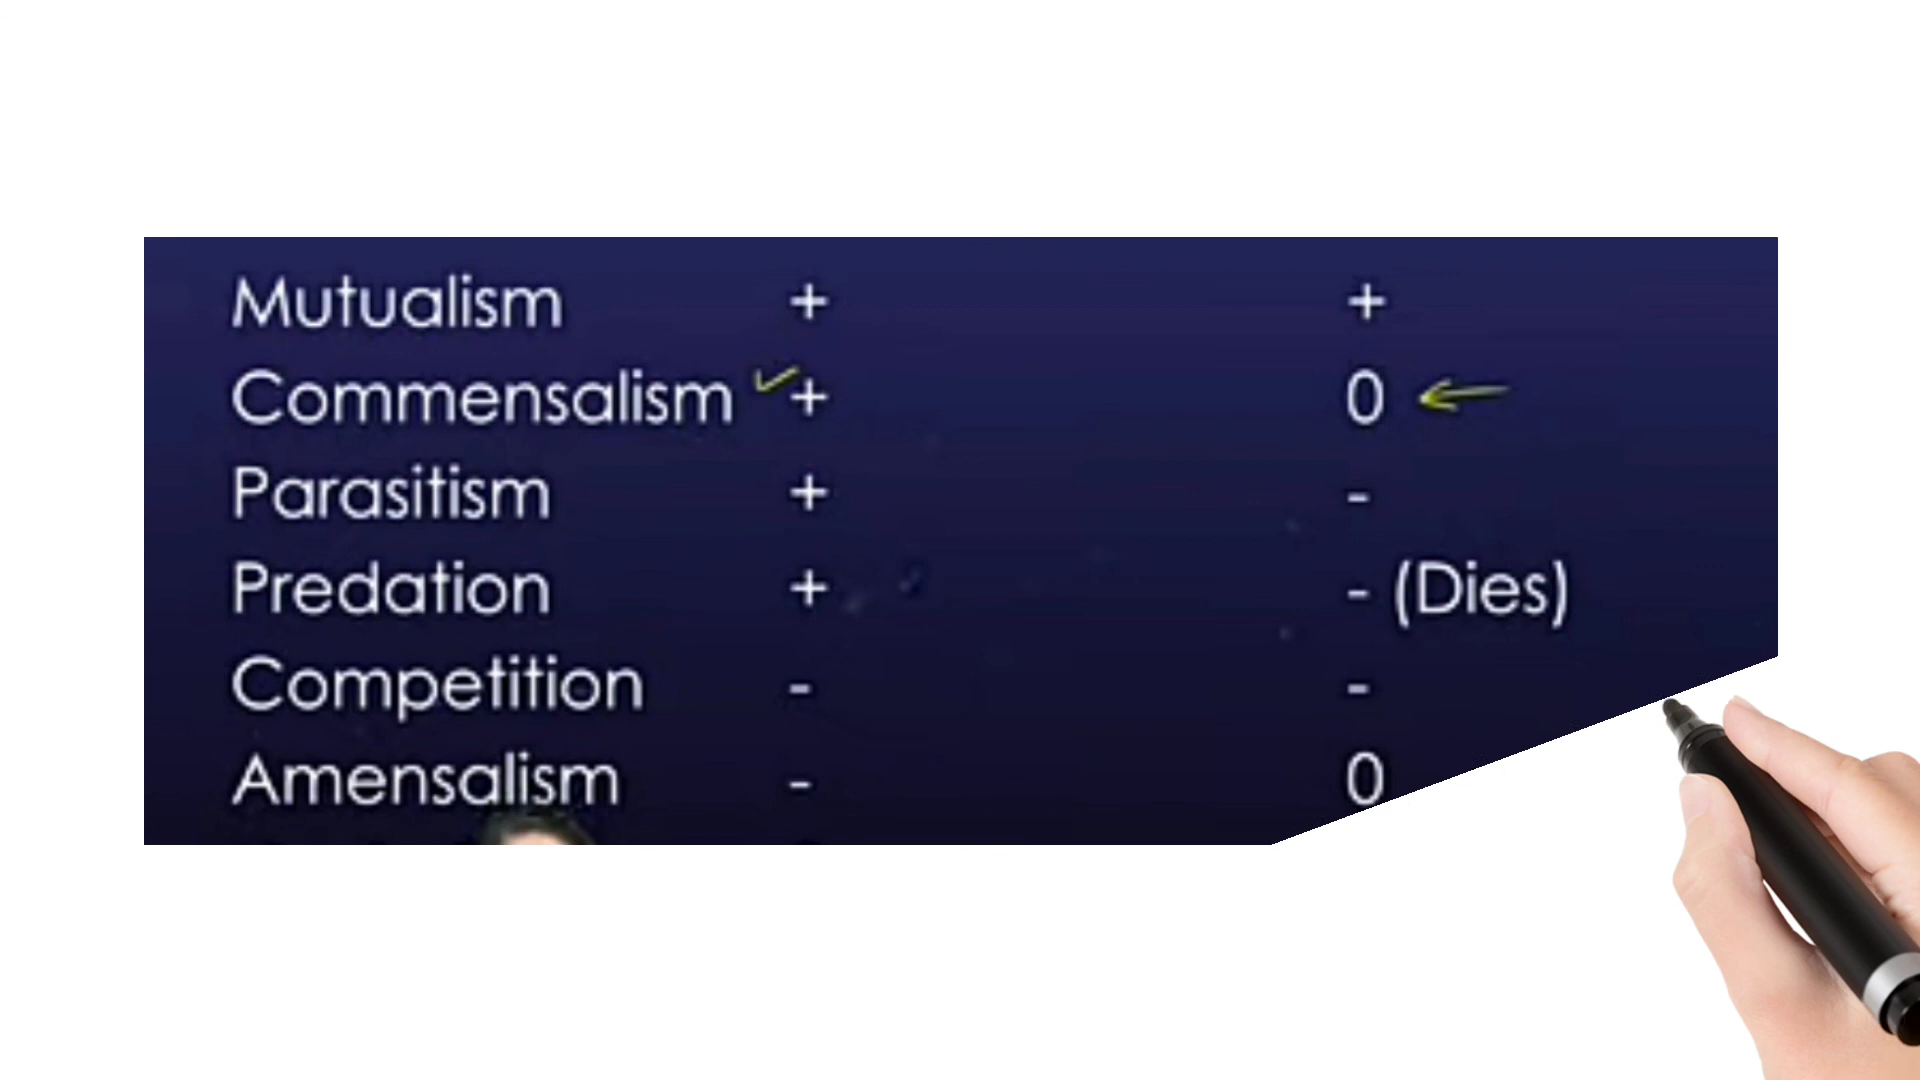 Mutualism + +
Commensalism + 0
Parasitism + -
Predation + - (Dies)
Competition - -
Amensalism - 0